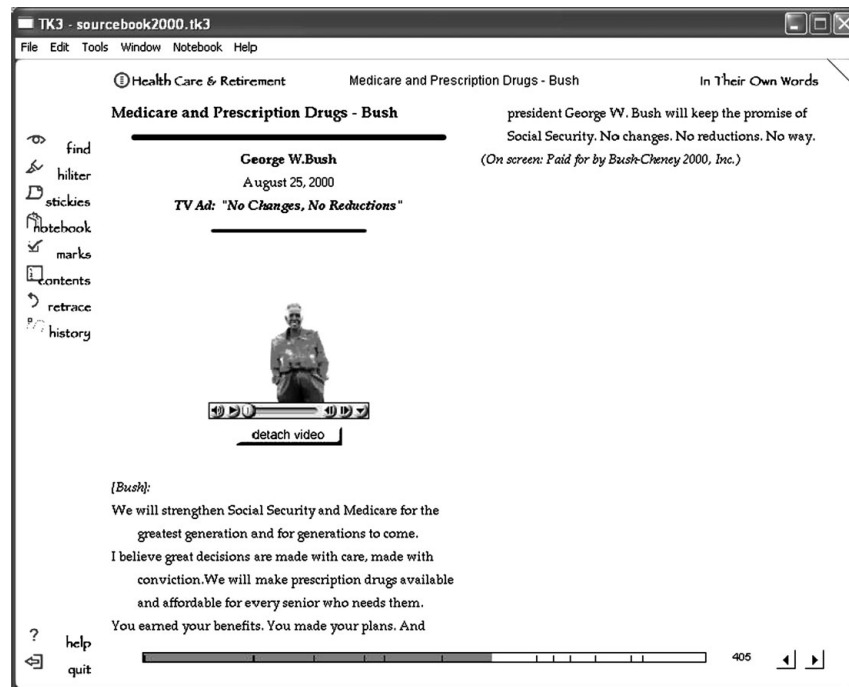 TK3 - sourcebook2000.tk3
File Edit Tools Window Notebook Help
Health Care & Retirement
Medicare and Prescription Drugs - Bush
In Their Own Words
find
hiliter
stickies
notebook
marks
contents
retrace
history
help
quit
Medicare and Prescription Drugs - Bush
George W.Bush
August 25, 2000
TV Ad: "No Changes, No Reductions"
detach video
[Bush]:
We will strengthen Social Security and Medicare for the
greatest generation and for generations to come.
I believe great decisions are made with care, made with
conviction.We will make prescription drugs available
and affordable for every senior who needs them.
You earned your benefits. You made your plans. And
president George W. Bush will keep the promise of
Social Security. No changes. No reductions. No way.
(On screen: Paid for by Bush-Cheney 2000, Inc.)
405